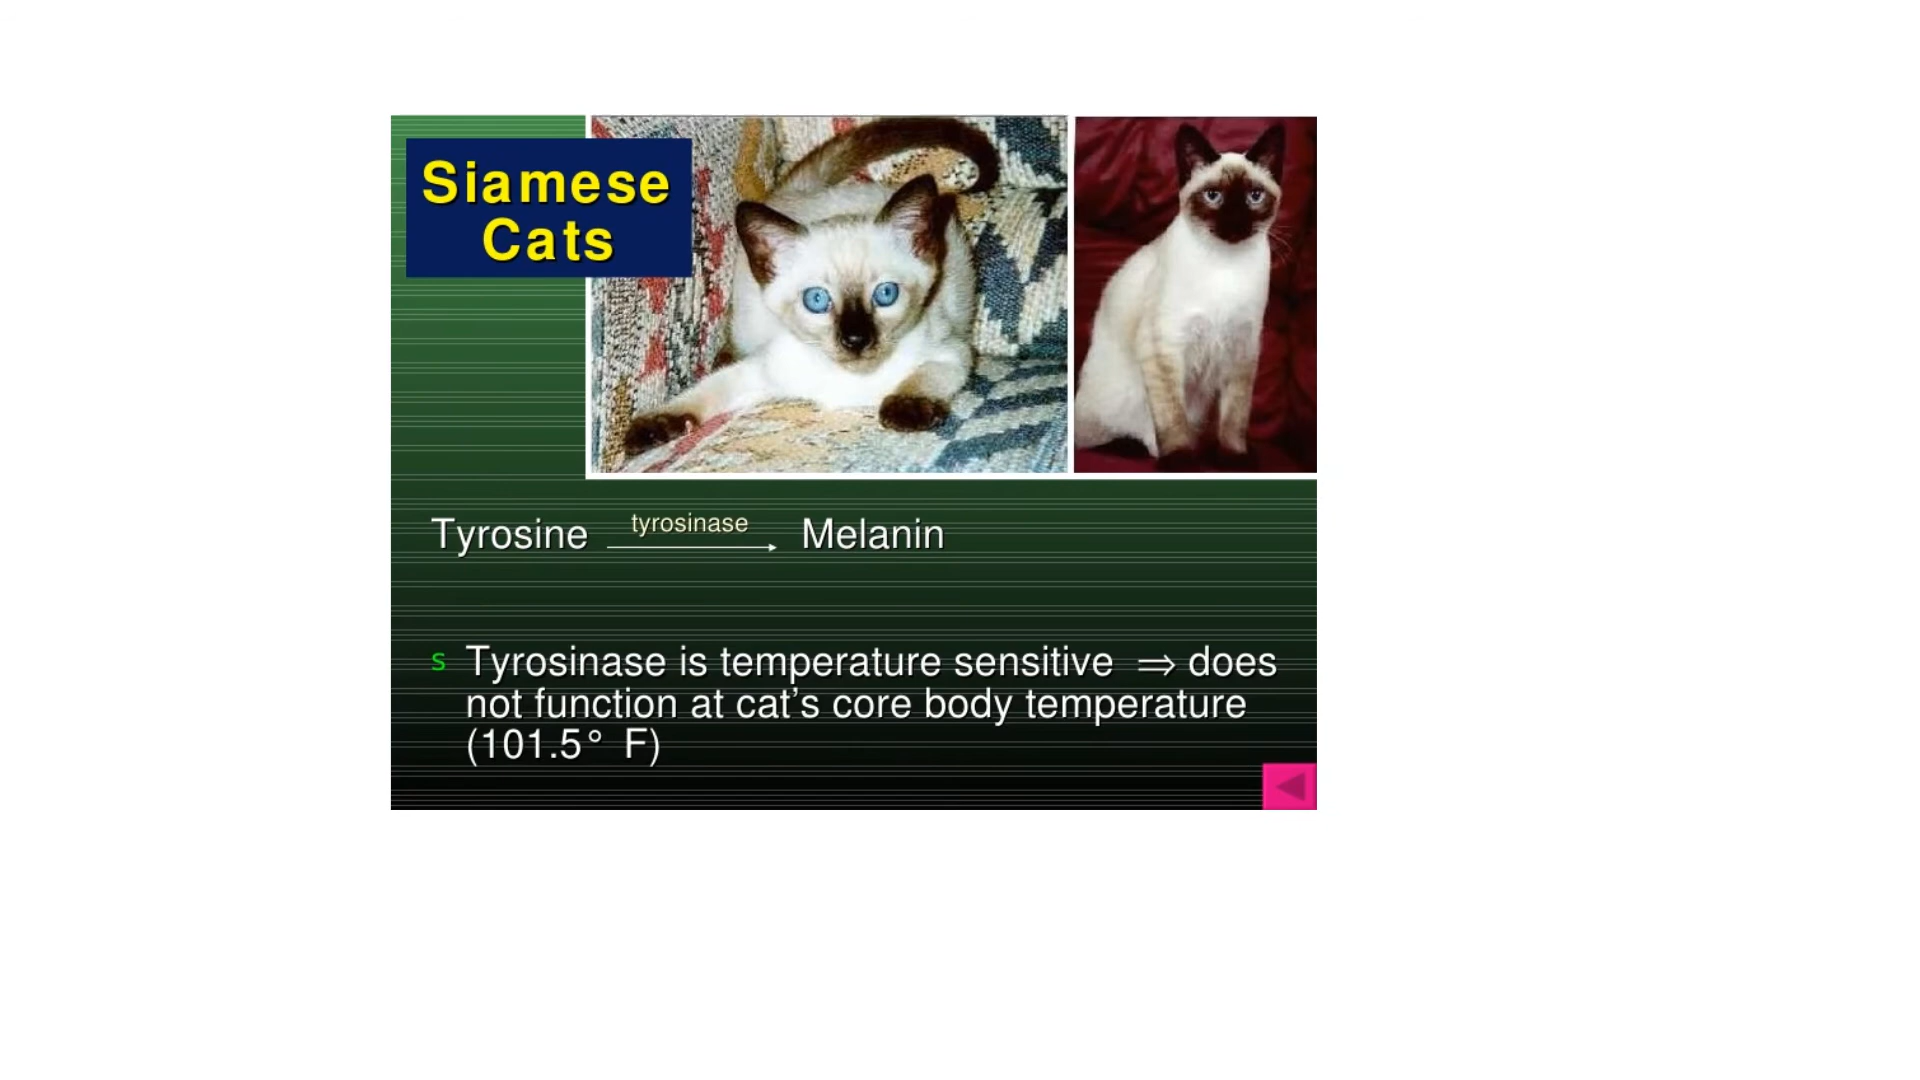 Siamese
Cats
Tyrosine tyrosinase Melanin
s Tyrosinase is temperature sensitive ⇒ does
not function at cat’s core body temperature
(101.5° F)